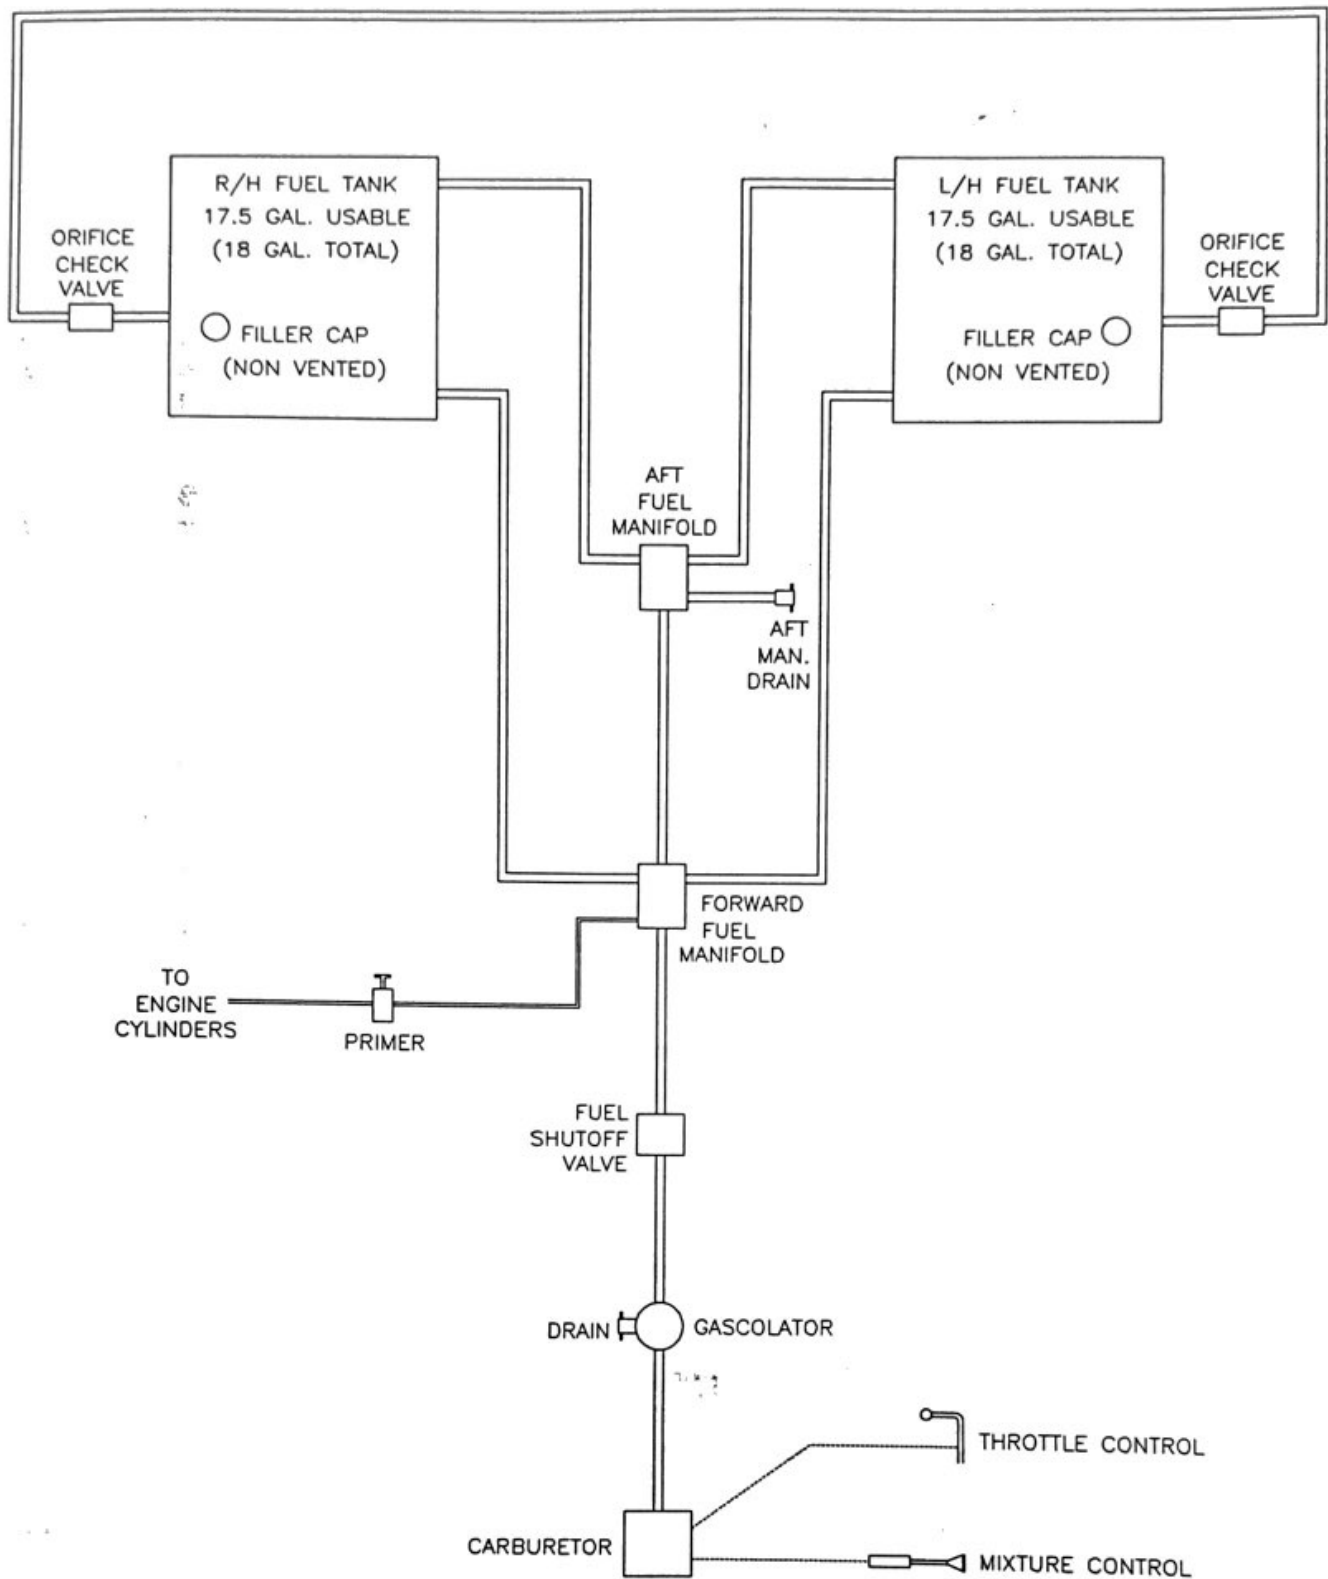 R/H FUEL TANK
17.5 GAL. USABLE
(18 GAL. TOTAL)
FILLER CAP
(NON VENTED)
ORIFICE
CHECK
VALVE
L/H FUEL TANK
17.5 GAL. USABLE
(18 GAL. TOTAL)
FILLER CAP
(NON VENTED)
ORIFICE
CHECK
VALVE
AFT
FUEL
MANIFOLD
AFT
MAN.
DRAIN
FORWARD
FUEL
MANIFOLD
TO
ENGINE
CYLINDERS
PRIMER
FUEL
SHUTOFF
VALVE
DRAIN
GASCOLATOR
THROTTLE CONTROL
CARBURETOR
MIXTURE CONTROL